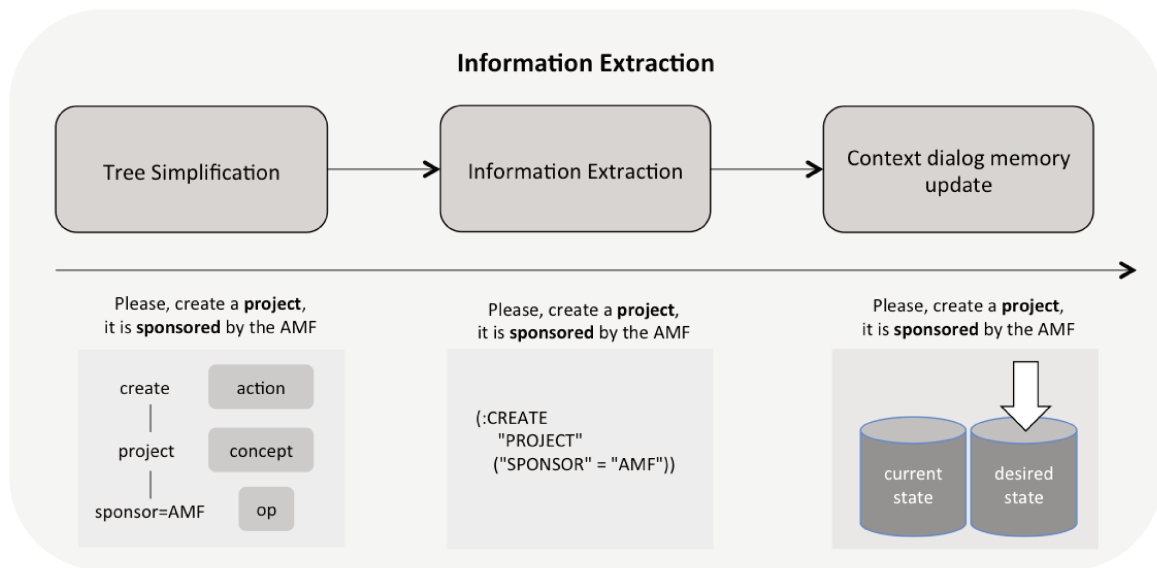 Information Extraction
Tree Simplification
Information Extraction
Context dialog memory
update
Please, create a project,
it is sponsored by the AMF
create
action
project
concept
sponsor=AMF
op
Please, create a project,
it is sponsored by the AMF
(:CREATE
"PROJECT"
("SPONSOR" = "AMF"))
Please, create a project,
it is sponsored by the AMF
current
state
desired
state